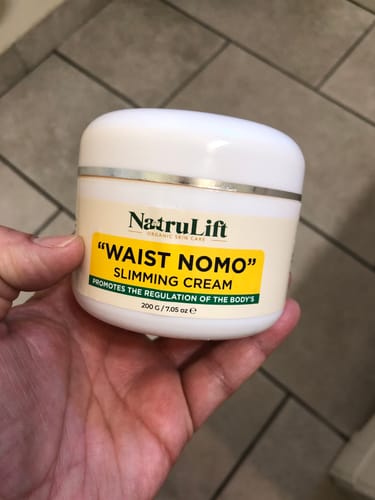 NatruLift
ORGANIC SKIN CARE
"WAIST NOMO"
SLIMMING CREAM
PROMOTES THE REGULATION OF THE BODY'S
200 G / 7.05 oz ℮